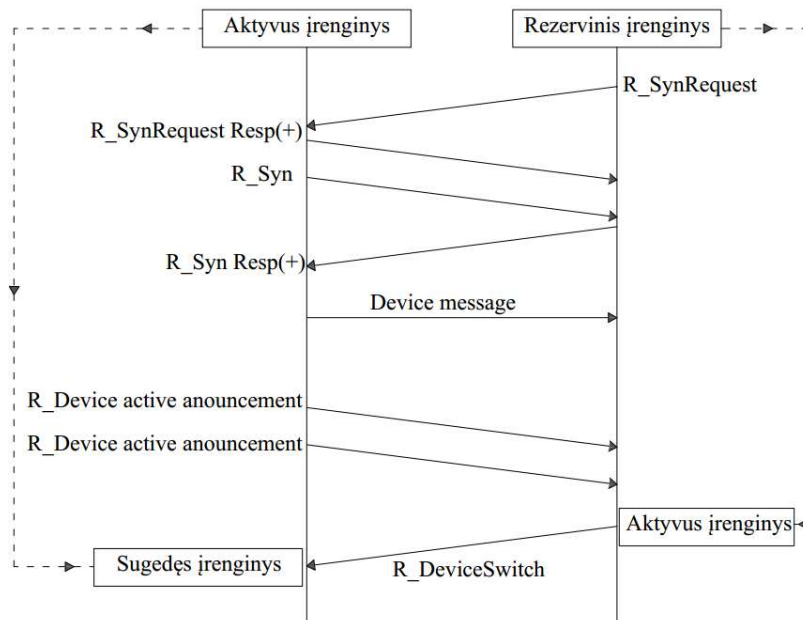 Aktyvus įrenginys
Rezervinis įrenginys
R_SynRequest
R_SynRequest Resp(+)
R_Syn
R_Syn Resp(+)
Device message
R_Device active anouncement
R_Device active anouncement
Aktyvus įrenginys
Sugedęs įrenginys
R_DeviceSwitch